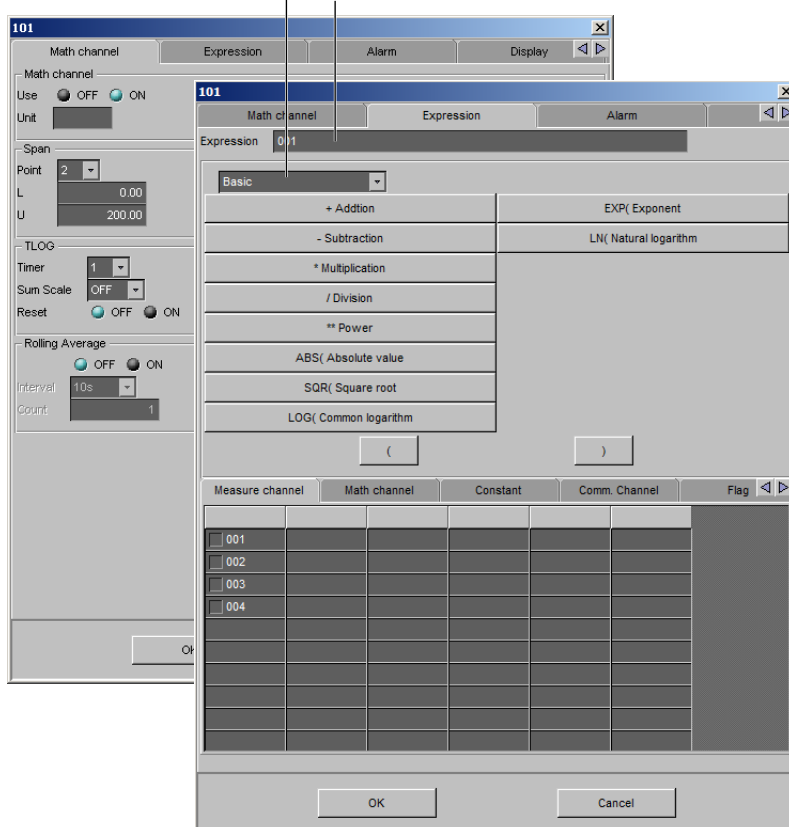 101
Math channel Expression Alarm Display
Math channel
Use OFF ON
Unit
Span
Point 2
L 0.00
U 200.00
TLOG
Timer 1
Sum Scale OFF
Reset OFF ON
Rolling Average
OFF ON
Interval 10s
Count 1
101
Math channel Expression Alarm
Expression 001
Basic
+ Addtion EXP( Exponent
- Subtraction LN( Natural logarithm
* Multiplication
/ Division
** Power
ABS( Absolute value
SQR( Square root
LOG( Common logarithm
( )
Measure channel Math channel Constant Comm. Channel Flag
001
002
003
004
OK Cancel